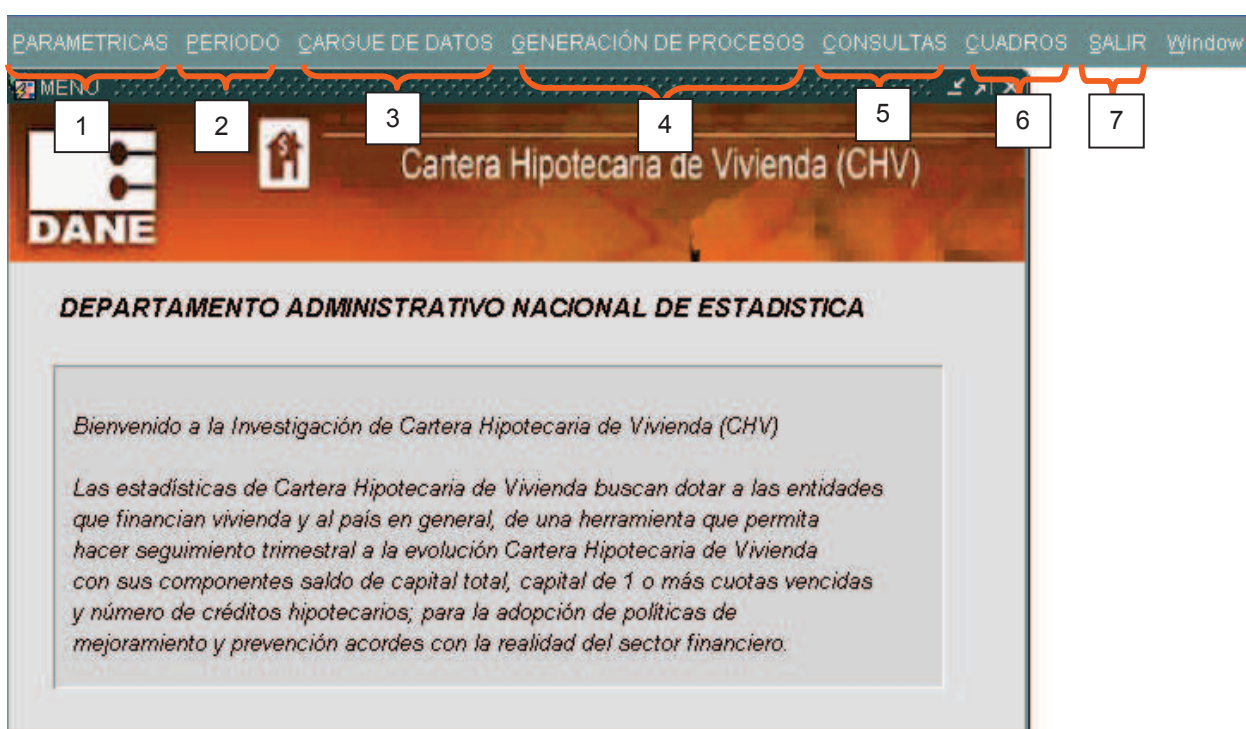 PARAMETRICAS PERIODO CARGUE DE DATOS GENERACIÓN DE PROCESOS CONSULTAS CUADROS SALIR Window
MENU
1 2 3 4 5 6 7
Cartera Hipotecaria de Vivienda (CHV)
DANE
DEPARTAMENTO ADMINISTRATIVO NACIONAL DE ESTADISTICA
Bienvenido a la Investigación de Cartera Hipotecaria de Vivienda (CHV)
Las estadísticas de Cartera Hipotecaria de Vivienda buscan dotar a las entidades
que financian vivienda y al país en general, de una herramienta que permita
hacer seguimiento trimestral a la evolución Cartera Hipotecaria de Vivienda
con sus componentes saldo de capital total, capital de 1 o más cuotas vencidas
y número de créditos hipotecarios; para la adopción de políticas de
mejoramiento y prevención acordes con la realidad del sector financiero.